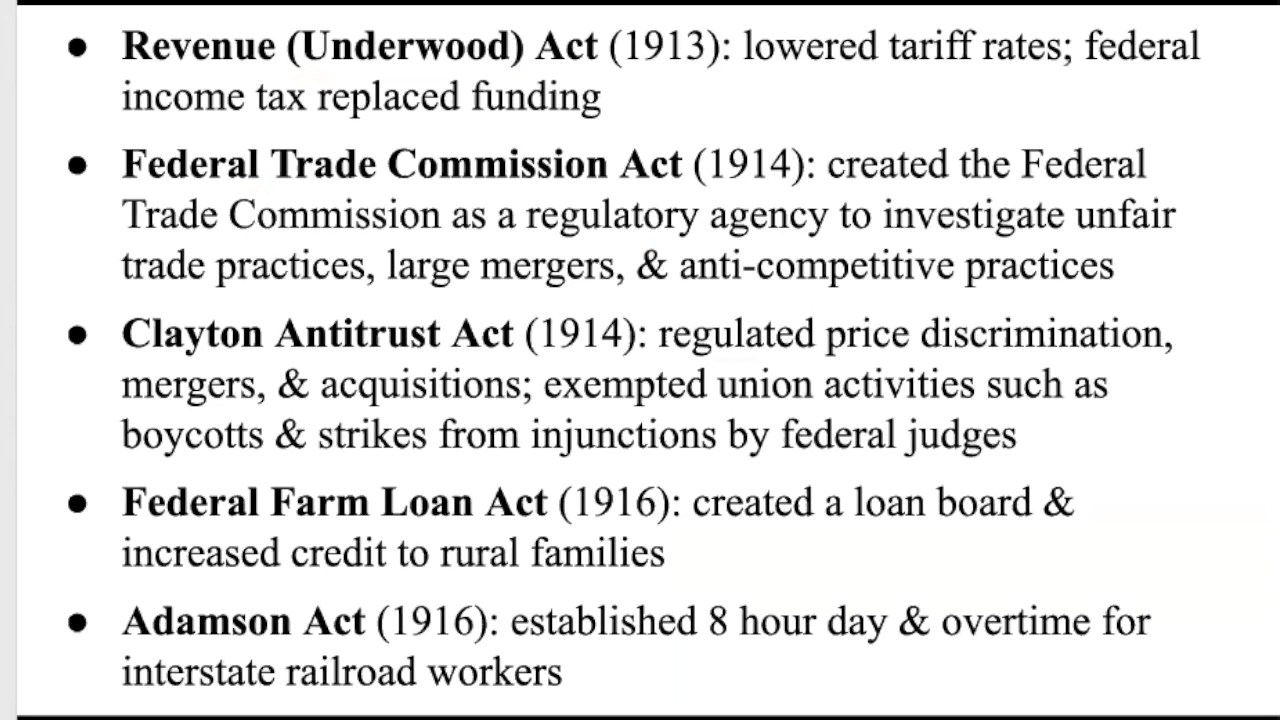 ● Revenue (Underwood) Act (1913): lowered tariff rates; federal
income tax replaced funding
● Federal Trade Commission Act (1914): created the Federal
Trade Commission as a regulatory agency to investigate unfair
trade practices, large mergers, & anti-competitive practices
● Clayton Antitrust Act (1914): regulated price discrimination,
mergers, & acquisitions; exempted union activities such as
boycotts & strikes from injunctions by federal judges
● Federal Farm Loan Act (1916): created a loan board &
increased credit to rural families
● Adamson Act (1916): established 8 hour day & overtime for
interstate railroad workers